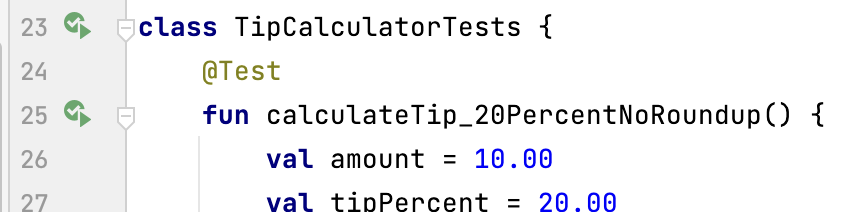 23 class TipCalculatorTests {
24 @Test
25 fun calculateTip_20PercentNoRoundup() {
26 val amount = 10.00
27 val tipPercent = 20.00